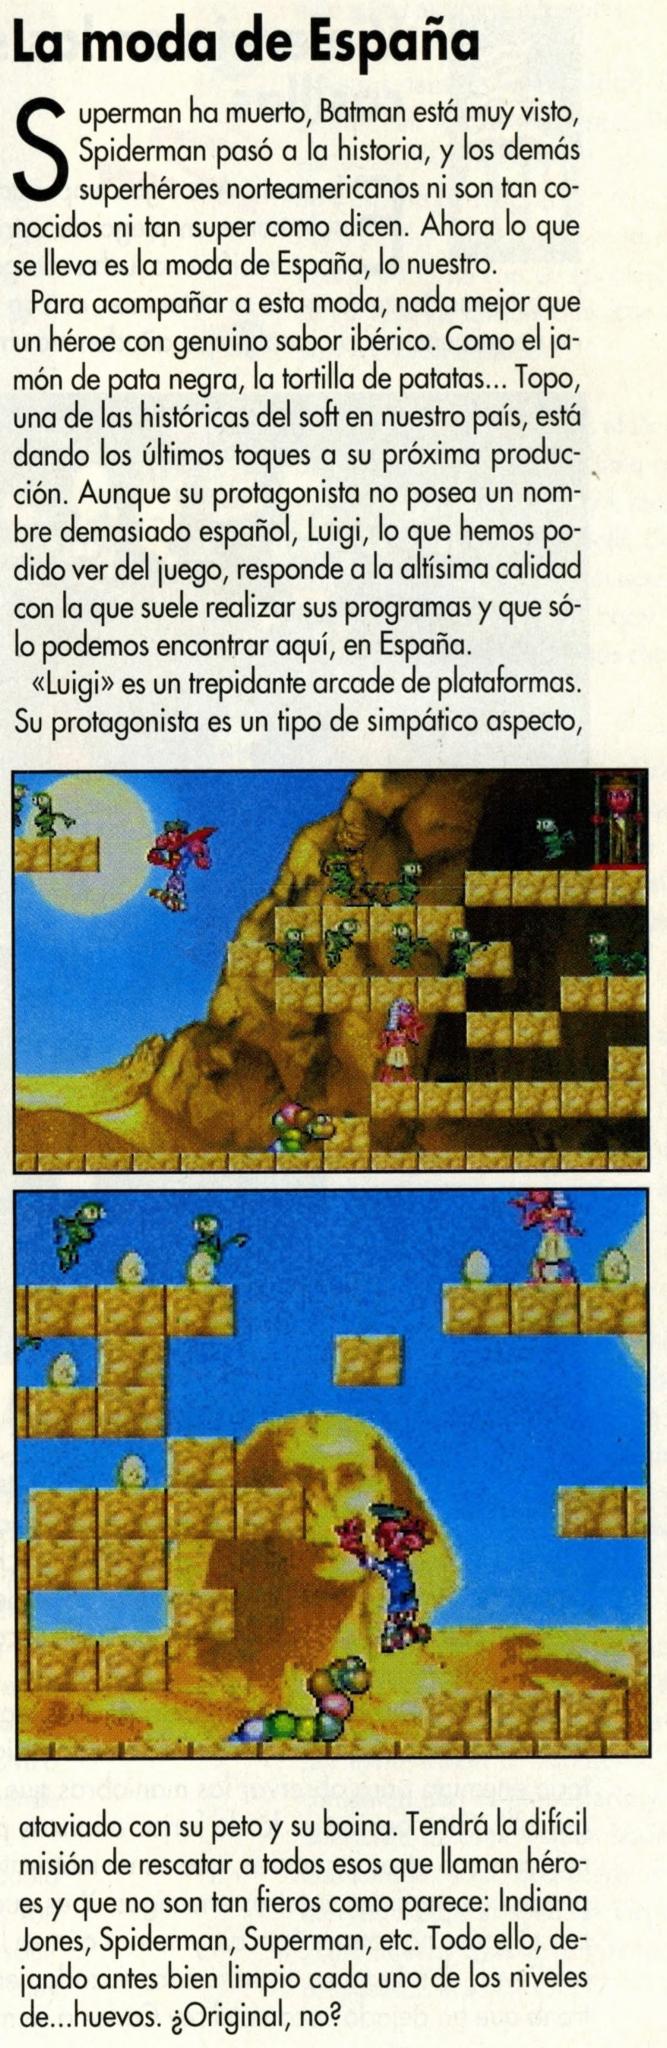 La moda de España
Superman ha muerto, Batman está muy visto,
Spiderman pasó a la historia, y los demás
superhéroes norteamericanos ni son tan co-
nocidos ni tan super como dicen. Ahora lo que
se lleva es la moda de España, lo nuestro.
Para acompañar a esta moda, nada mejor que
un héroe con genuino sabor ibérico. Como el ja-
món de pata negra, la tortilla de patatas... Topo,
una de las históricas del soft en nuestro país, está
dando los últimos toques a su próxima produc-
ción. Aunque su protagonista no posea un nom-
bre demasiado español, Luigi, lo que hemos po-
dido ver del juego, responde a la altísima calidad
con la que suele realizar sus programas y que só-
lo podemos encontrar aquí, en España.
«Luigi» es un trepidante arcade de plataformas.
Su protagonista es un tipo de simpático aspecto,
ataviado con su peto y su boina. Tendrá la difícil
misión de rescatar a todos esos que llaman héro-
es y que no son tan fieros como parece: Indiana
Jones, Spiderman, Superman, etc. Todo ello, de-
jando antes bien limpio cada uno de los niveles
de...huevos. ¿Original, no?